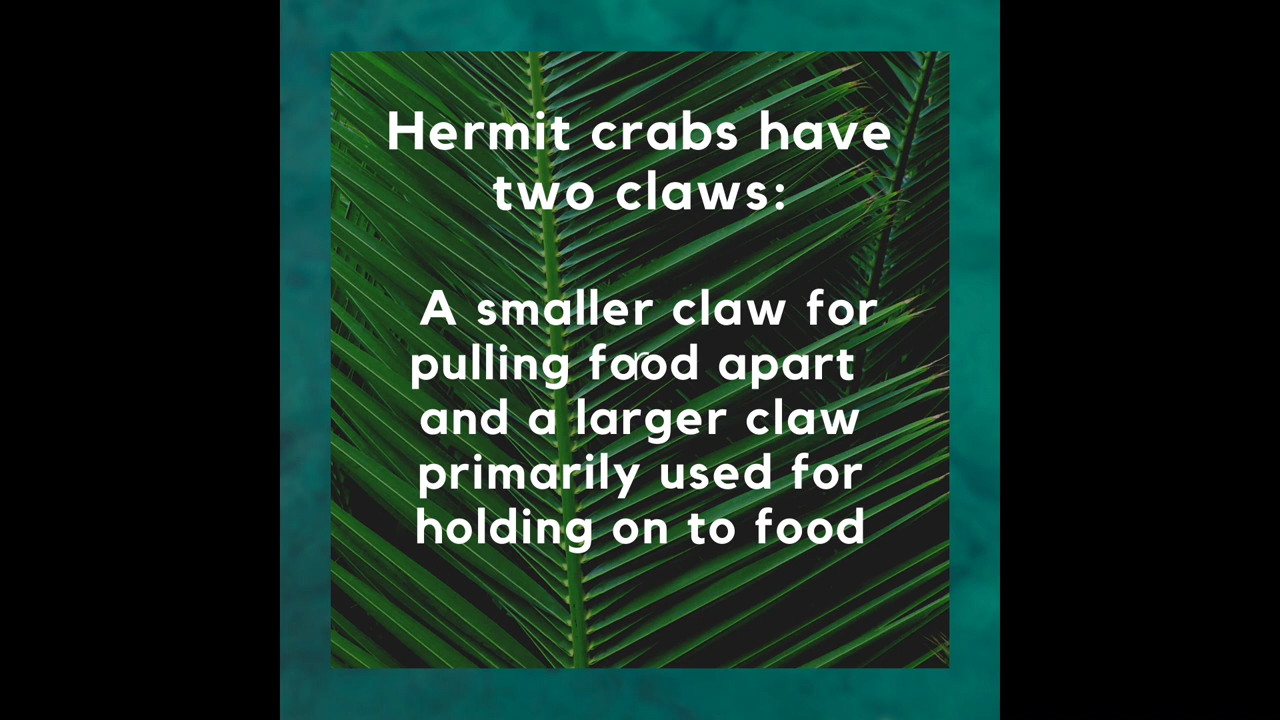 Hermit crabs have
two claws:
A smaller claw for
pulling food apart
and a larger claw
primarily used for
holding on to food